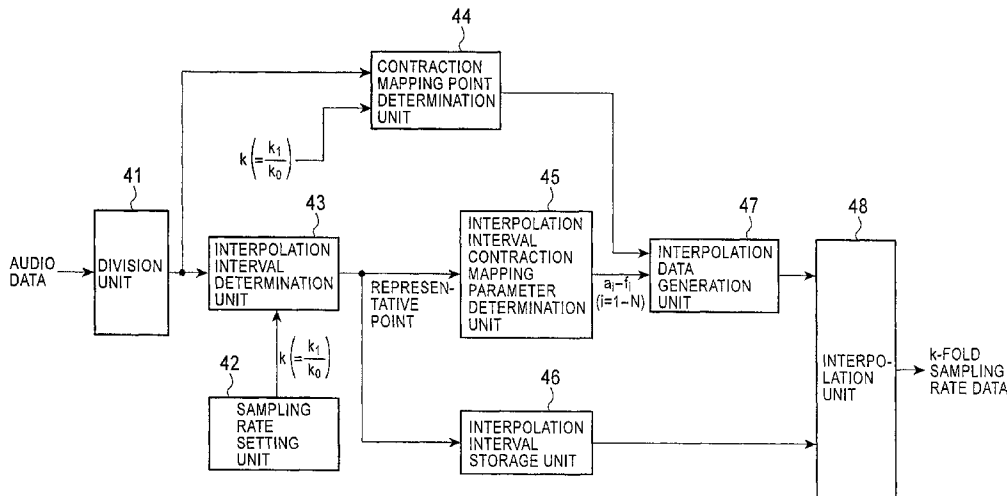 44
CONTRACTION
MAPPING POINT
DETERMINATION
UNIT
k(=k1/k0)
41
DIVISION
UNIT
AUDIO
DATA
43
INTERPOLATION
INTERVAL
DETERMINATION
UNIT
k(=k1/k0)
42
SAMPLING
RATE
SETTING
UNIT
REPRESEN-
TATIVE
POINT
45
INTERPOLATION
INTERVAL
CONTRACTION
MAPPING
PARAMETER
DETERMINATION
UNIT
ai–fi
(i=1–N)
46
INTERPOLATION
INTERVAL
STORAGE UNIT
47
INTERPOLATION
DATA
GENERATION
UNIT
48
INTERPO-
LATION
UNIT
k-FOLD
SAMPLING
RATE DATA